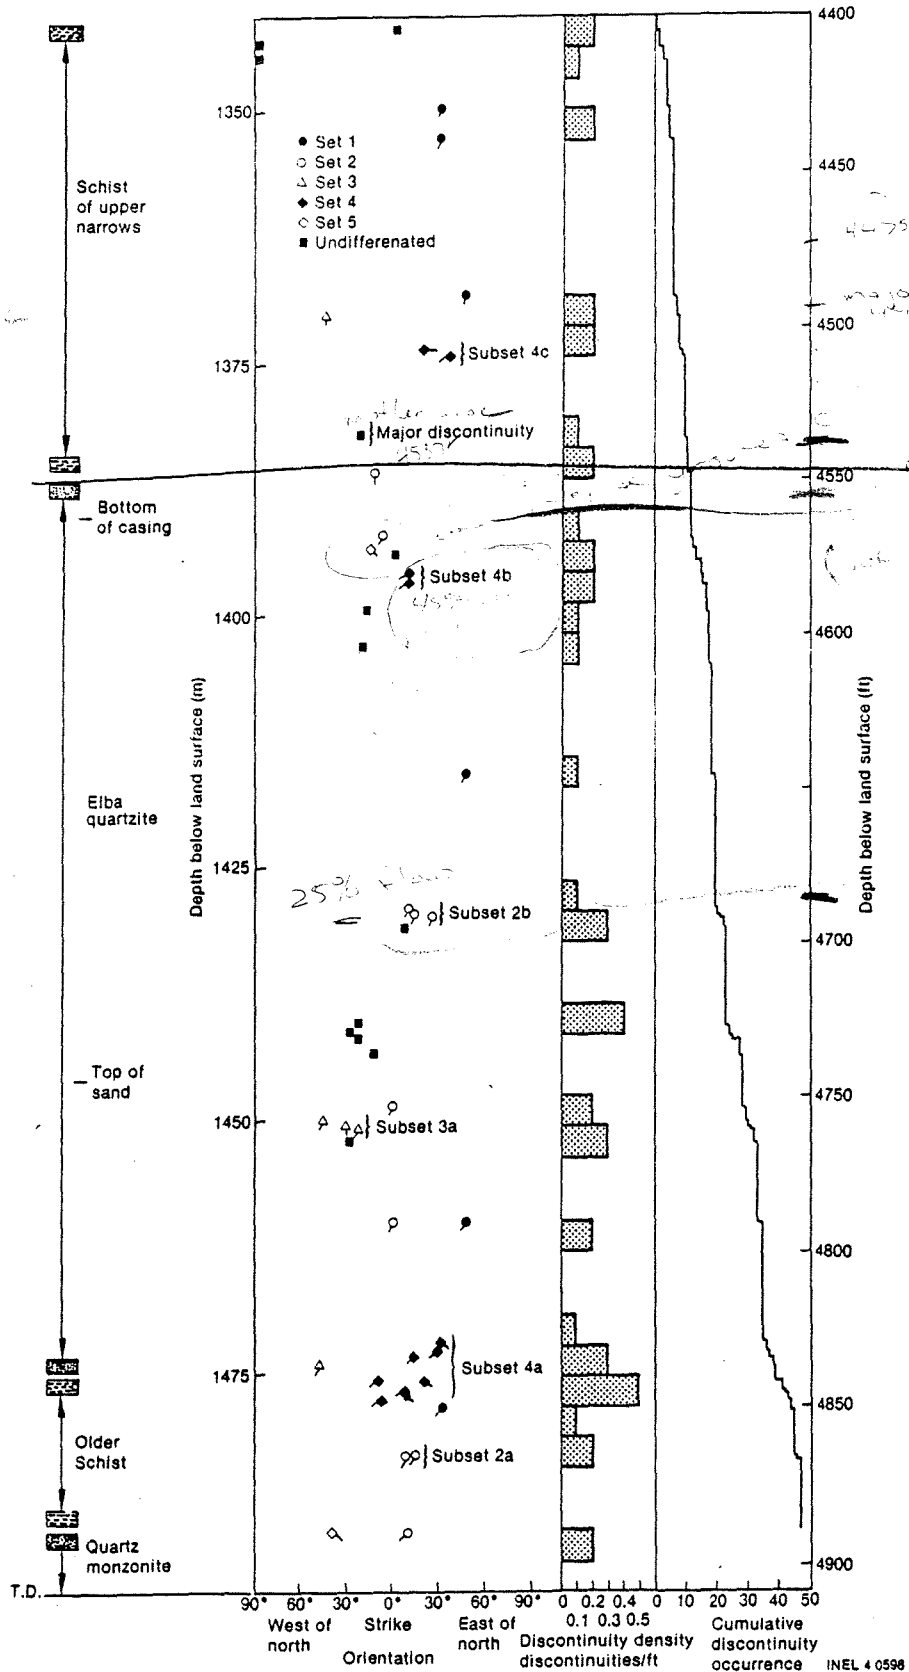 4400
1350
● Set 1
○ Set 2
△ Set 3
◆ Set 4
◇ Set 5
■ Undifferenated
4450
Schist
of upper
narrows
4475
4500
Subset 4c
1375
Major discontinuity
4550
Bottom
of casing
Subset 4b
1400
4600
Depth below land surface (m)
Depth below land surface (ft)
Elba
quartzite
1425
25% flow
Subset 2b
4700
Top of
sand
4750
1450
Subset 3a
4800
Subset 4a
1475
4850
Older
Schist
Subset 2a
Quartz
monzonite
4900
T.D.
90° 60° 30° 0° 30° 60° 90°
0 0.2 0.4
0.1 0.3 0.5
0 10 20 30 40 50
West of
north
Strike
East of
north
Orientation
Discontinuity density
discontinuities/ft
Cumulative
discontinuity
occurrence
INEL 4 0598